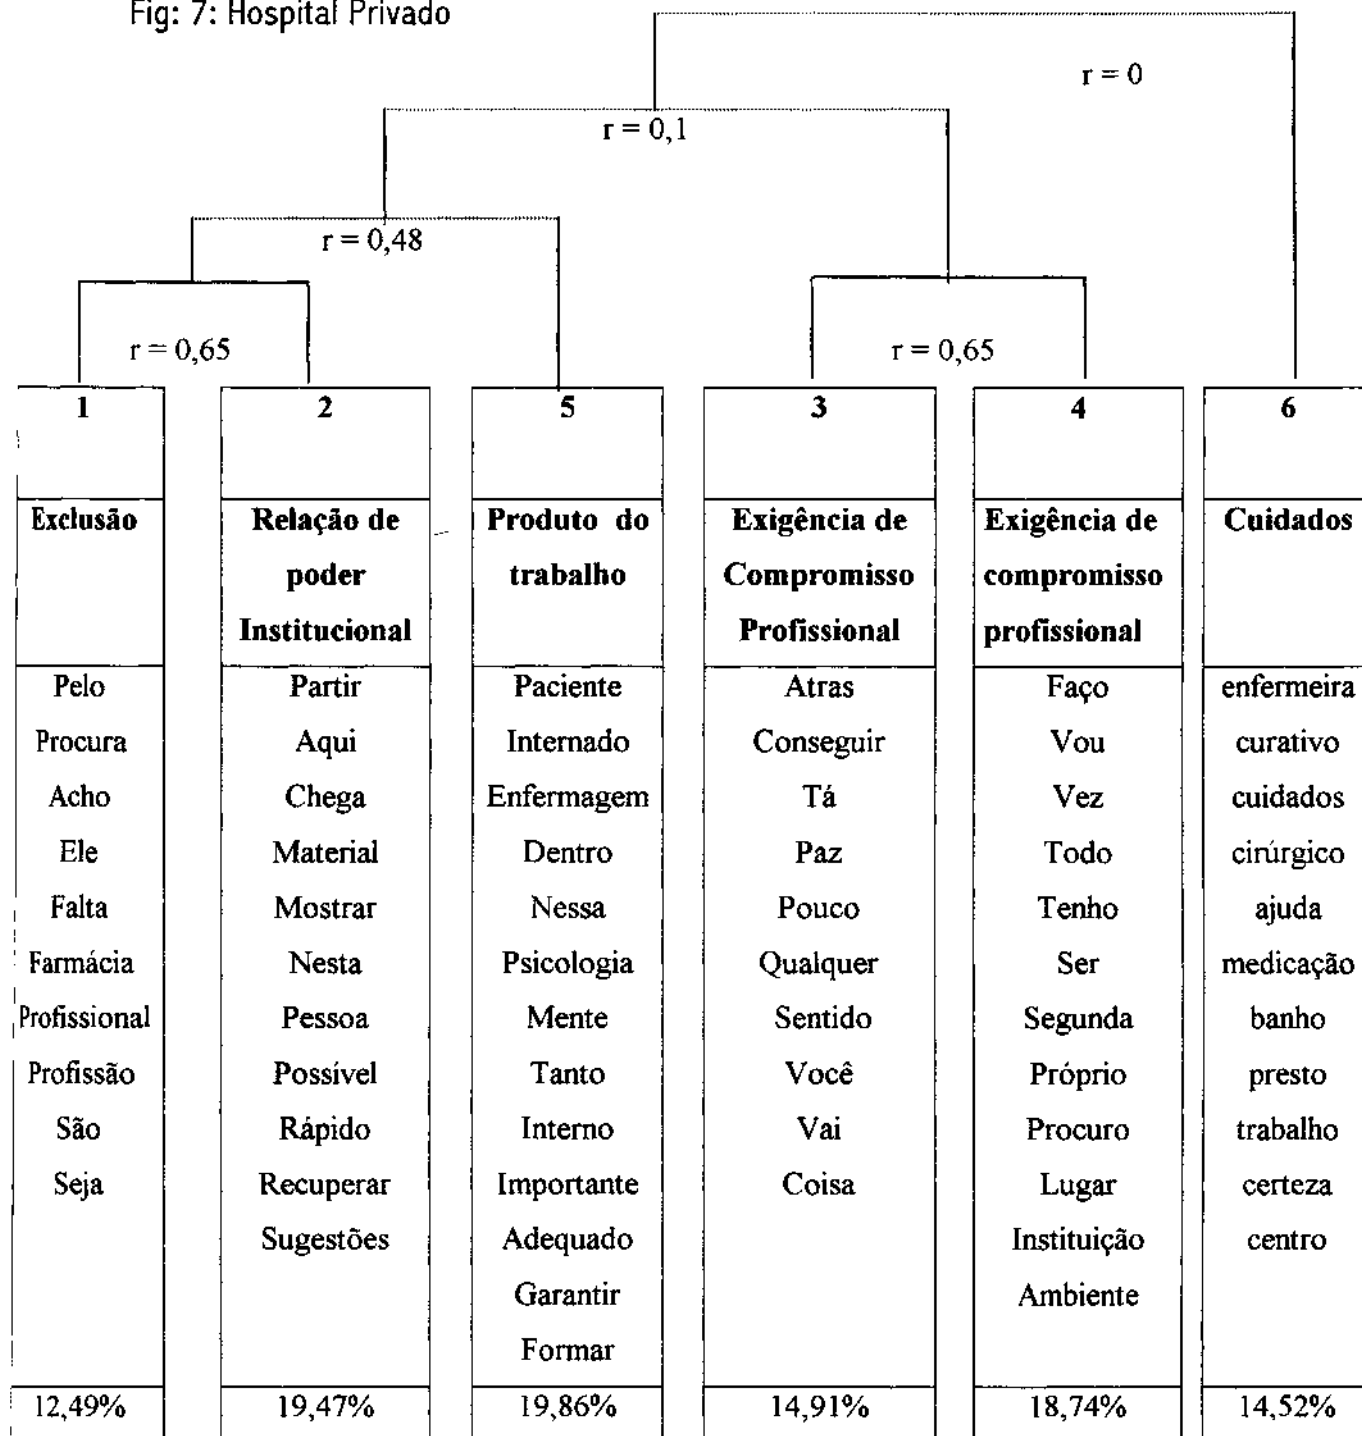 Fig: 7: Hospital Privado
r = 0
r = 0,1
r = 0,48
r = 0,65
r = 0,65
1
Exclusão
Pelo
Procura
Acho
Ele
Falta
Farmácia
Profissional
Profissão
São
Seja
12,49%
2
Relação de
poder
Institucional
Partir
Aqui
Chega
Material
Mostrar
Nesta
Pessoa
Possível
Rápido
Recuperar
Sugestões
19,47%
5
Produto do
trabalho
Paciente
Internado
Enfermagem
Dentro
Nessa
Psicologia
Mente
Tanto
Interno
Importante
Adequado
Garantir
Formar
19,86%
3
Exigência de
Compromisso
Profissional
Atras
Conseguir
Tá
Paz
Pouco
Qualquer
Sentido
Você
Vai
Coisa
14,91%
4
Exigência de
compromisso
profissional
Faço
Vou
Vez
Todo
Tenho
Ser
Segunda
Próprio
Procuro
Lugar
Instituição
Ambiente
18,74%
6
Cuidados
enfermeira
curativo
cuidados
cirúrgico
ajuda
medicação
banho
presto
trabalho
certeza
centro
14,52%